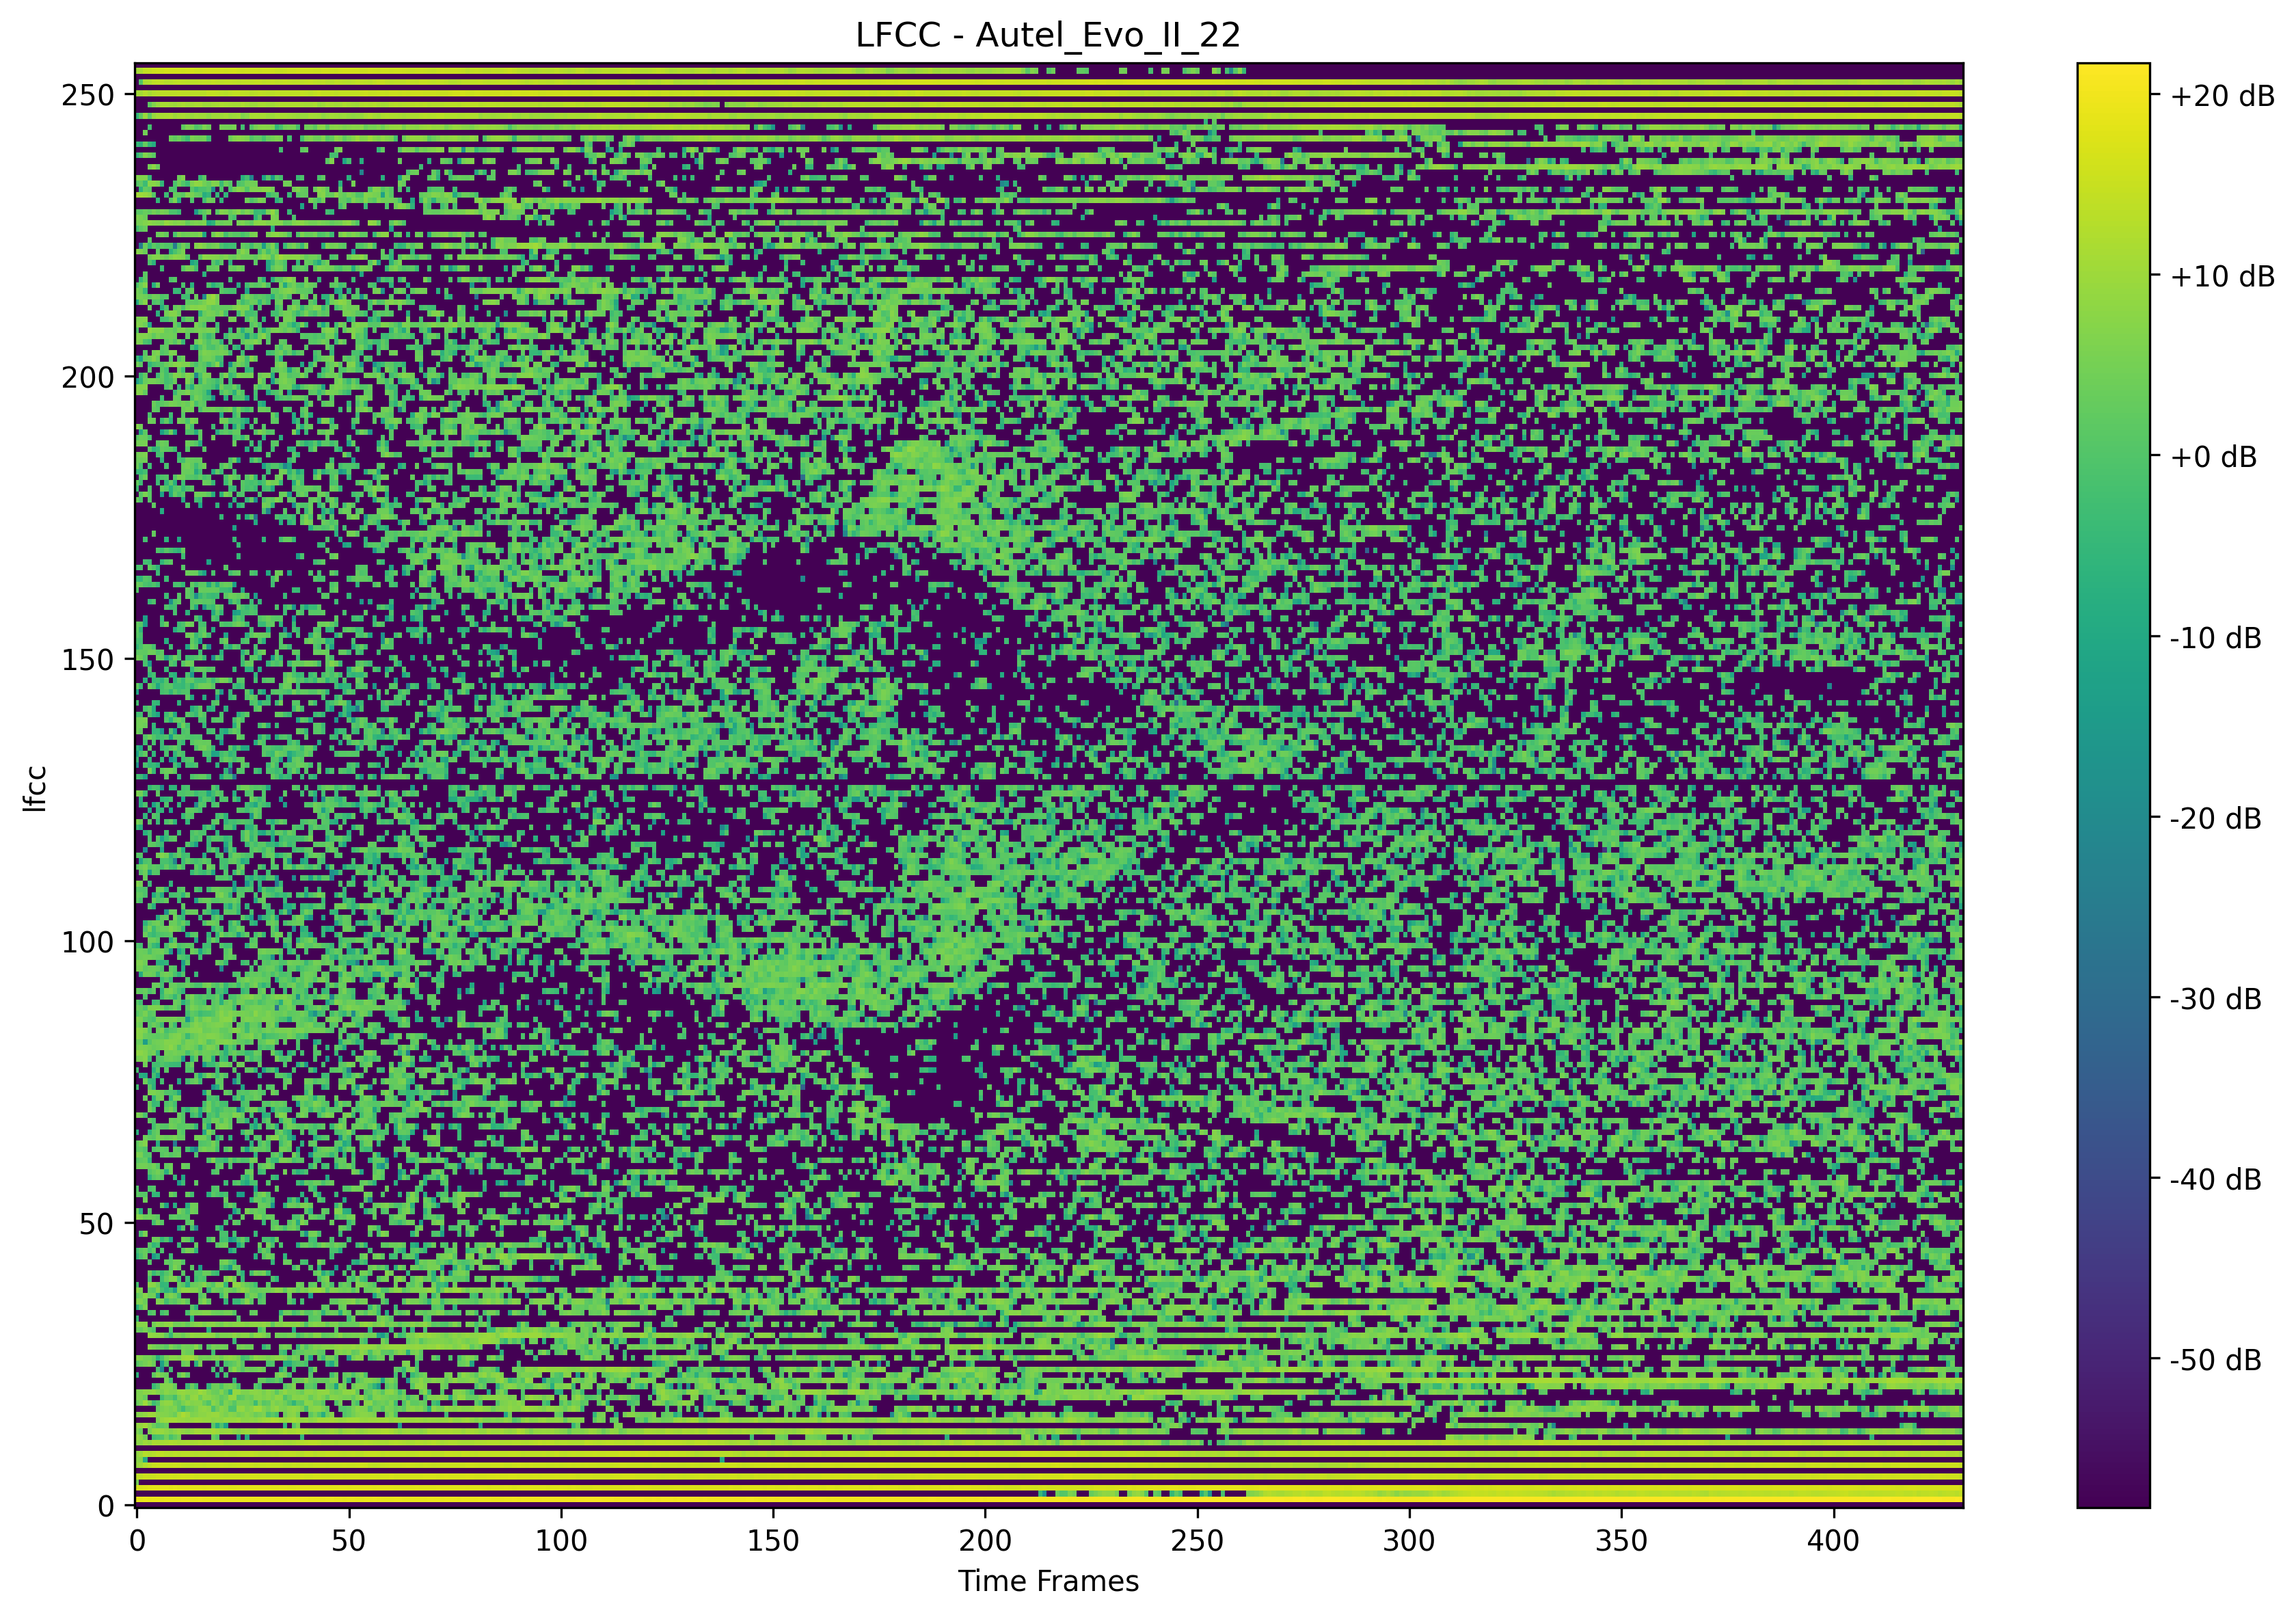 LFCC - Autel_Evo_II_22
250
200
150
100
50
0
lfcc
0 50 100 150 200 250 300 350 400
Time Frames
+20 dB
+10 dB
+0 dB
-10 dB
-20 dB
-30 dB
-40 dB
-50 dB